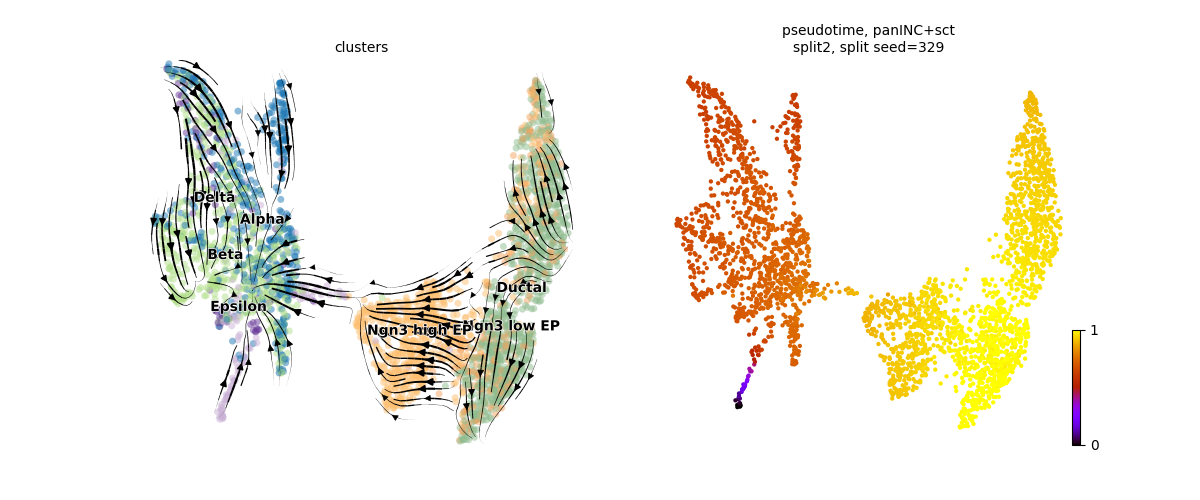 clusters
pseudotime, panINC+sct
split2, split seed=329
Delta
Alpha
Beta
Epsilon
Ductal
Ngn3 high EP
Ngn3 low EP
1
0